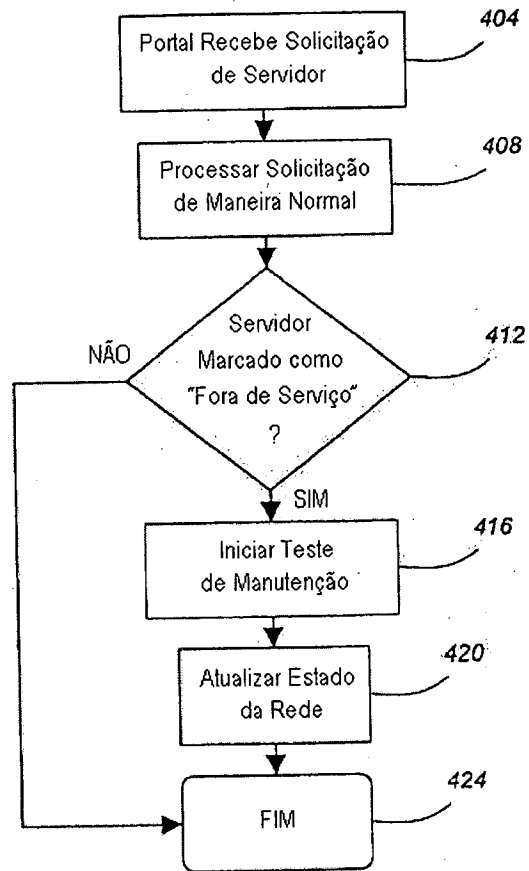 404
Portal Recebe Solicitação
de Servidor
408
Processar Solicitação
de Maneira Normal
412
NÃO
Servidor
Marcado como
"Fora de Serviço"
?
SIM
416
Iniciar Teste
de Manutenção
420
Atualizar Estado
da Rede
424
FIM